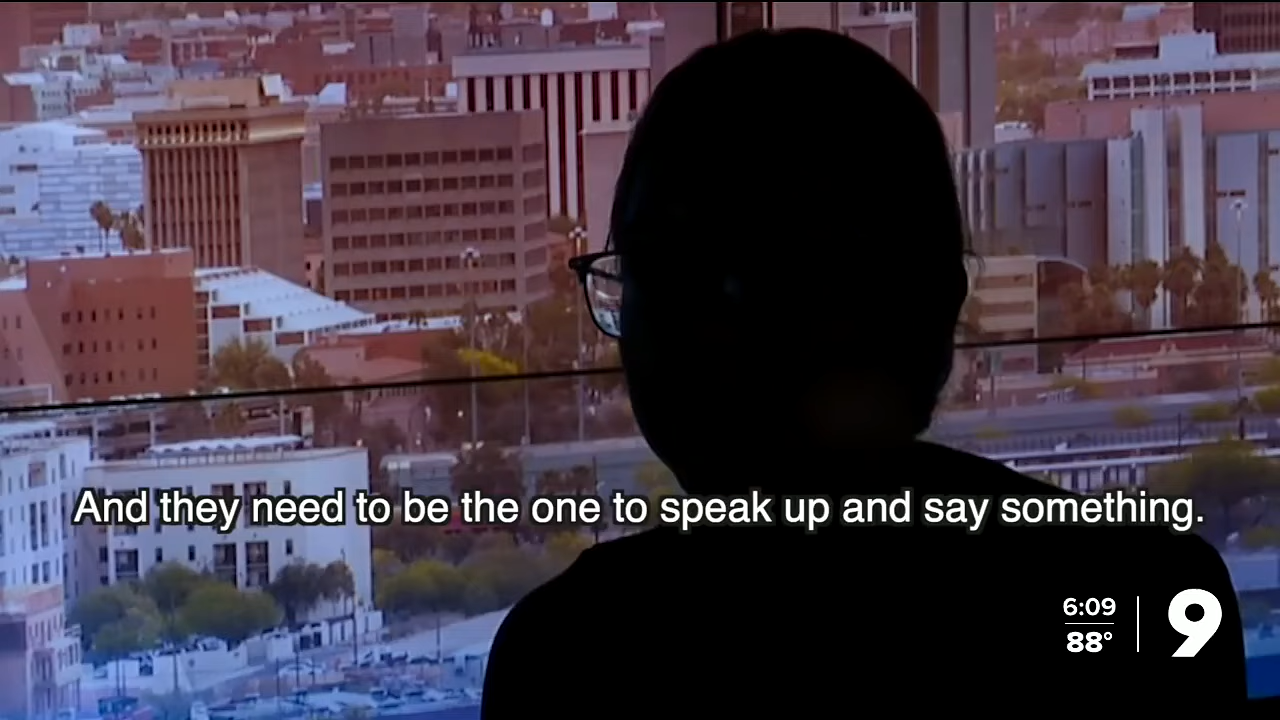 And they need to be the one to speak up and say something.
6:09
88°
9